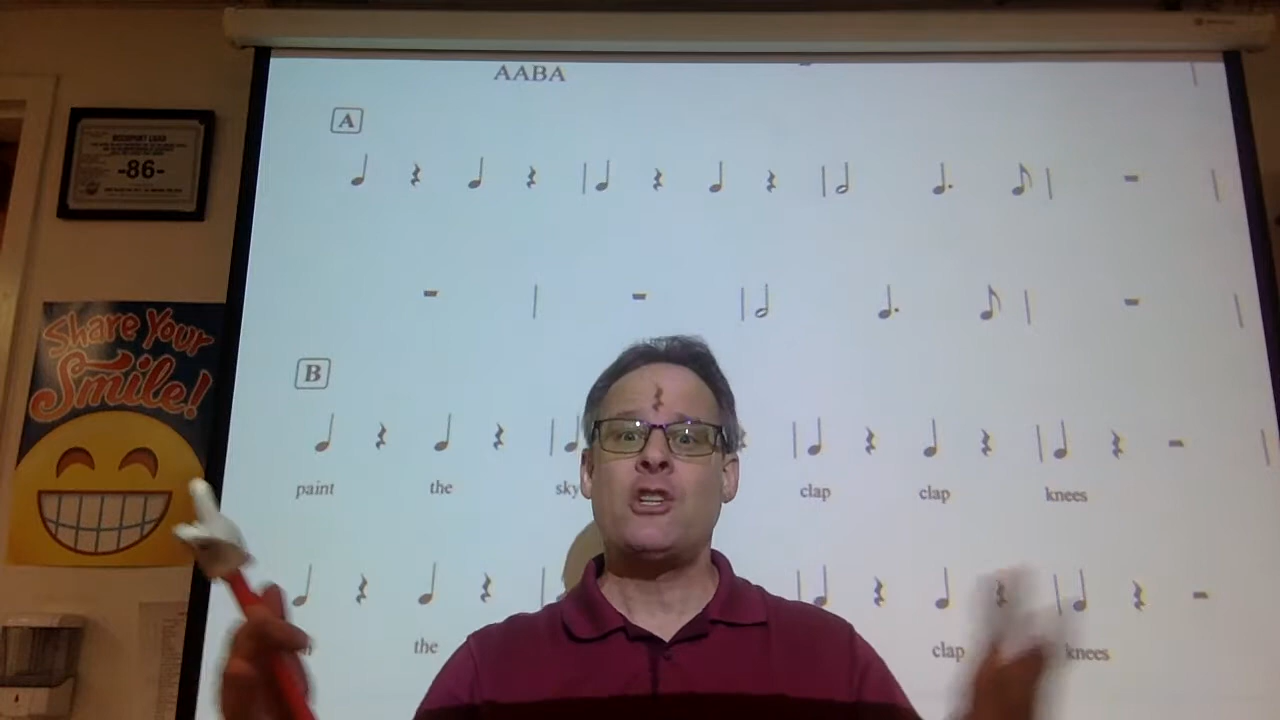 AABA
A
-86-
Share Your
Smile!
B
paint the sky clap clap knees
the clap knees